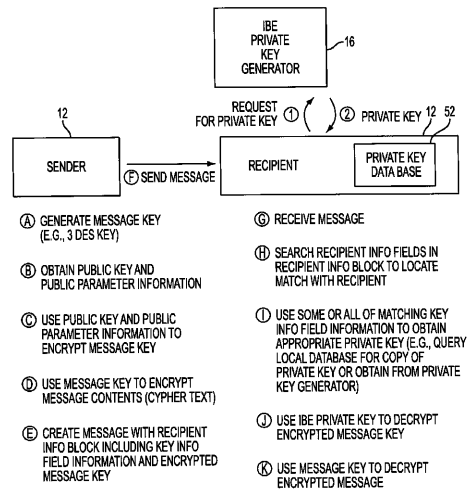 IBE
PRIVATE
KEY
GENERATOR
16
REQUEST
FOR PRIVATE KEY
1
2 PRIVATE KEY
12
52
12
SENDER
F SEND MESSAGE
RECIPIENT
PRIVATE KEY
DATA BASE
A GENERATE MESSAGE KEY
(E.G., 3 DES KEY)
B OBTAIN PUBLIC KEY AND
PUBLIC PARAMETER INFORMATION
C USE PUBLIC KEY AND PUBLIC
PARAMETER INFORMATION TO
ENCRYPT MESSAGE KEY
D USE MESSAGE KEY TO ENCRYPT
MESSAGE CONTENTS (CYPHER TEXT)
E CREATE MESSAGE WITH RECIPIENT
INFO BLOCK INCLUDING KEY INFO
FIELD INFORMATION AND ENCRYPTED
MESSAGE KEY
G RECEIVE MESSAGE
H SEARCH RECIPIENT INFO FIELDS IN
RECIPIENT INFO BLOCK TO LOCATE
MATCH WITH RECIPIENT
I USE SOME OR ALL OF MATCHING KEY
INFO FIELD INFORMATION TO OBTAIN
APPROPRIATE PRIVATE KEY (E.G., QUERY
LOCAL DATABASE FOR COPY OF
PRIVATE KEY OR OBTAIN FROM PRIVATE
KEY GENERATOR)
J USE IBE PRIVATE KEY TO DECRYPT
ENCRYPTED MESSAGE KEY
K USE MESSAGE KEY TO DECRYPT
ENCRYPTED MESSAGE